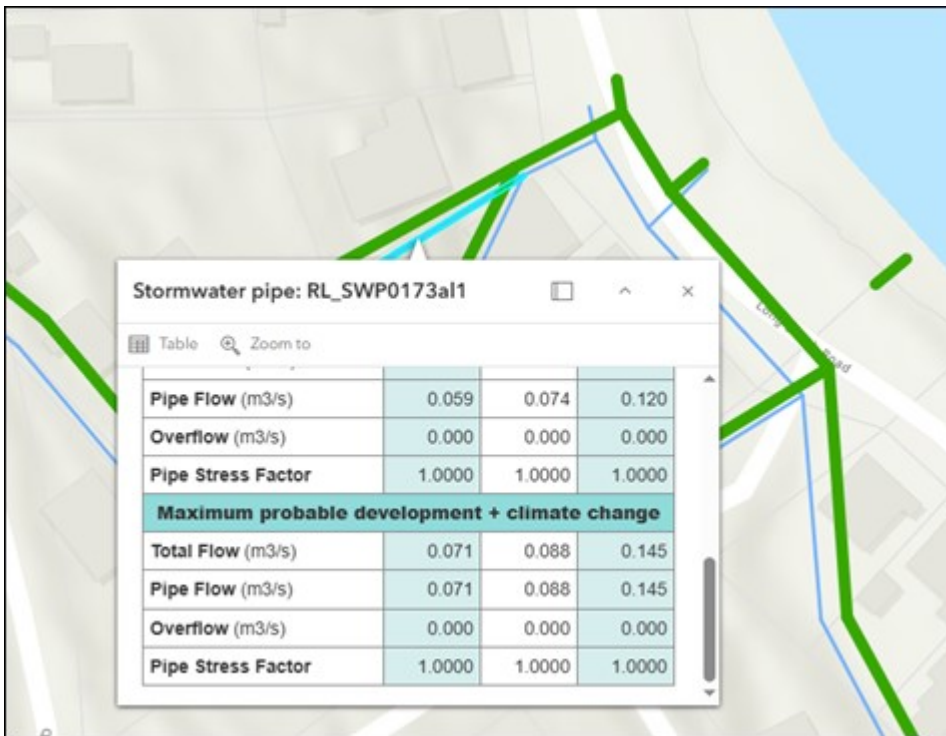 Stormwater pipe: RL_SWP0173al1
Table Zoom to
Pipe Flow (m3/s) 0.059 0.074 0.120
Overflow (m3/s) 0.000 0.000 0.000
Pipe Stress Factor 1.0000 1.0000 1.0000
Maximum probable development + climate change
Total Flow (m3/s) 0.071 0.088 0.145
Pipe Flow (m3/s) 0.071 0.088 0.145
Overflow (m3/s) 0.000 0.000 0.000
Pipe Stress Factor 1.0000 1.0000 1.0000
Long
Road